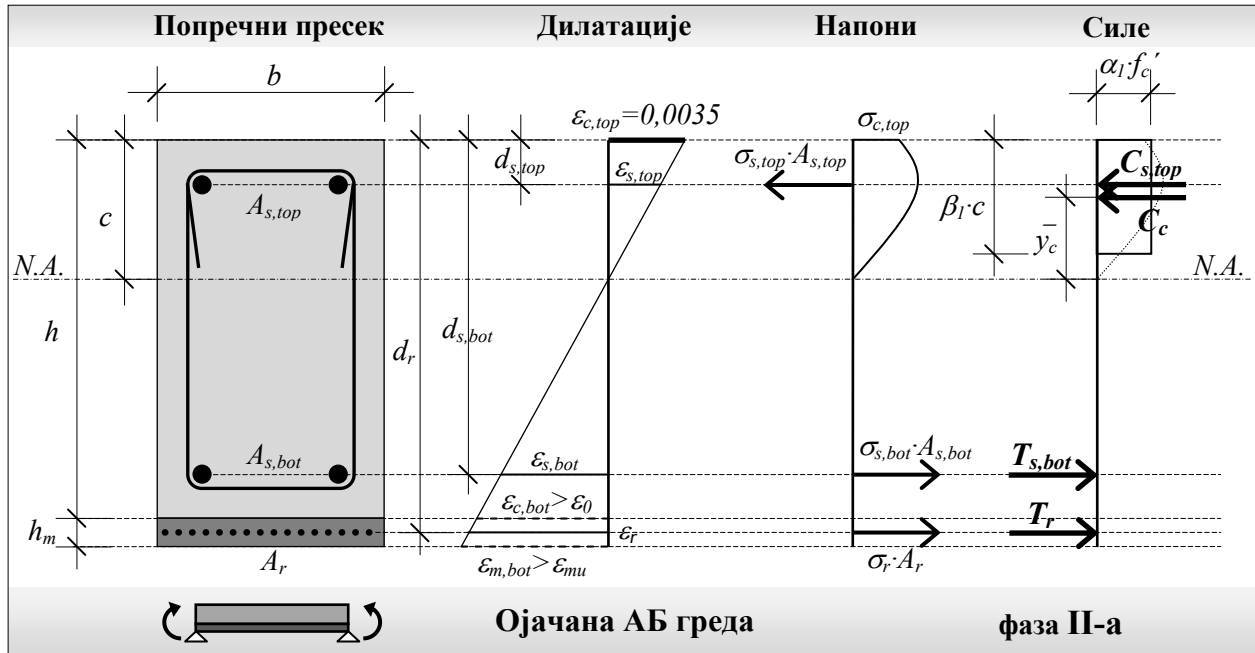 Попречни пресек Дилатације Напони Силе
b
α1·fc´
εc,top=0,0035
σc,top
ds,top
σs,top·As,top
εs,top
Cs,top
As,top
c
β1·c
Cc
yc
N.A.
N.A.
h
ds,bot
dr
As,bot
εs,bot
σs,bot·As,bot
Ts,bot
εc,bot>ε0
hm
εr
Tr
Ar
εm,bot>εmu
σr·Ar
Ојачана АБ греда
фаза II-а